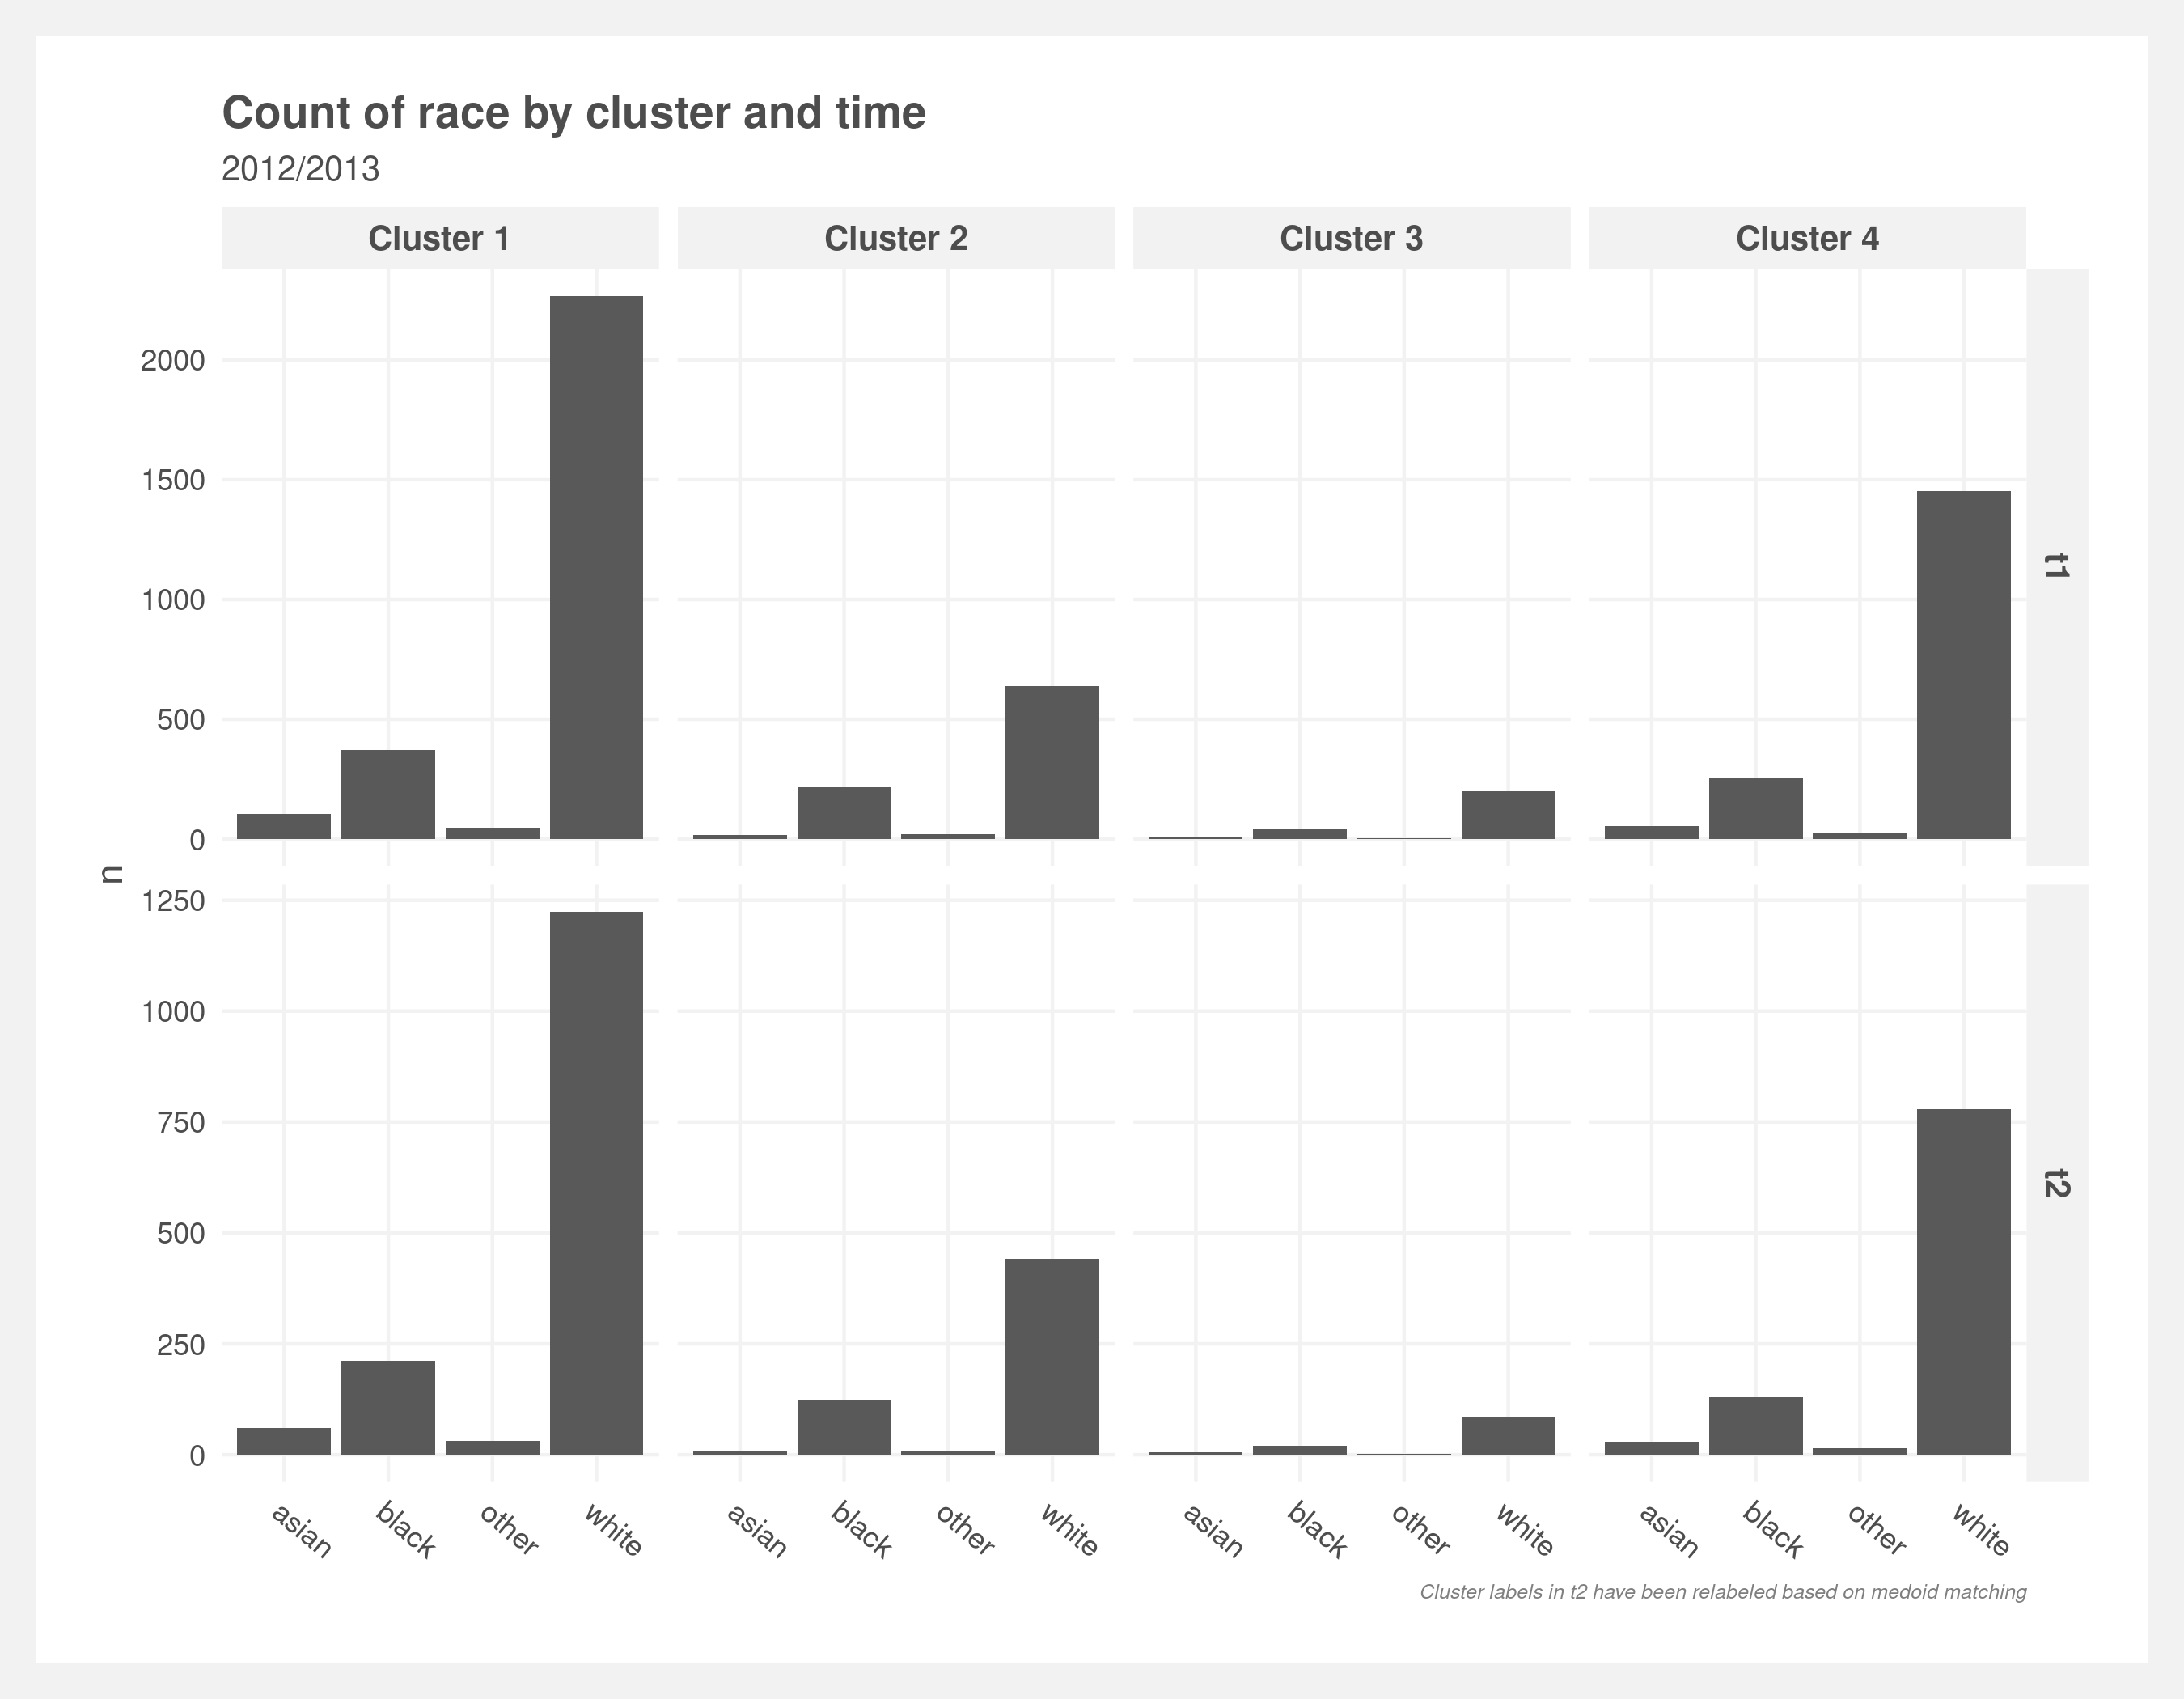 Count of race by cluster and time
2012/2013
Cluster 1
Cluster 2
Cluster 3
Cluster 4
2000
1500
1000
500
0
t1
n
1250
1000
750
500
250
0
t2
asian
black
other
white
asian
black
other
white
asian
black
other
white
asian
black
other
white
Cluster labels in t2 have been relabeled based on medoid matching